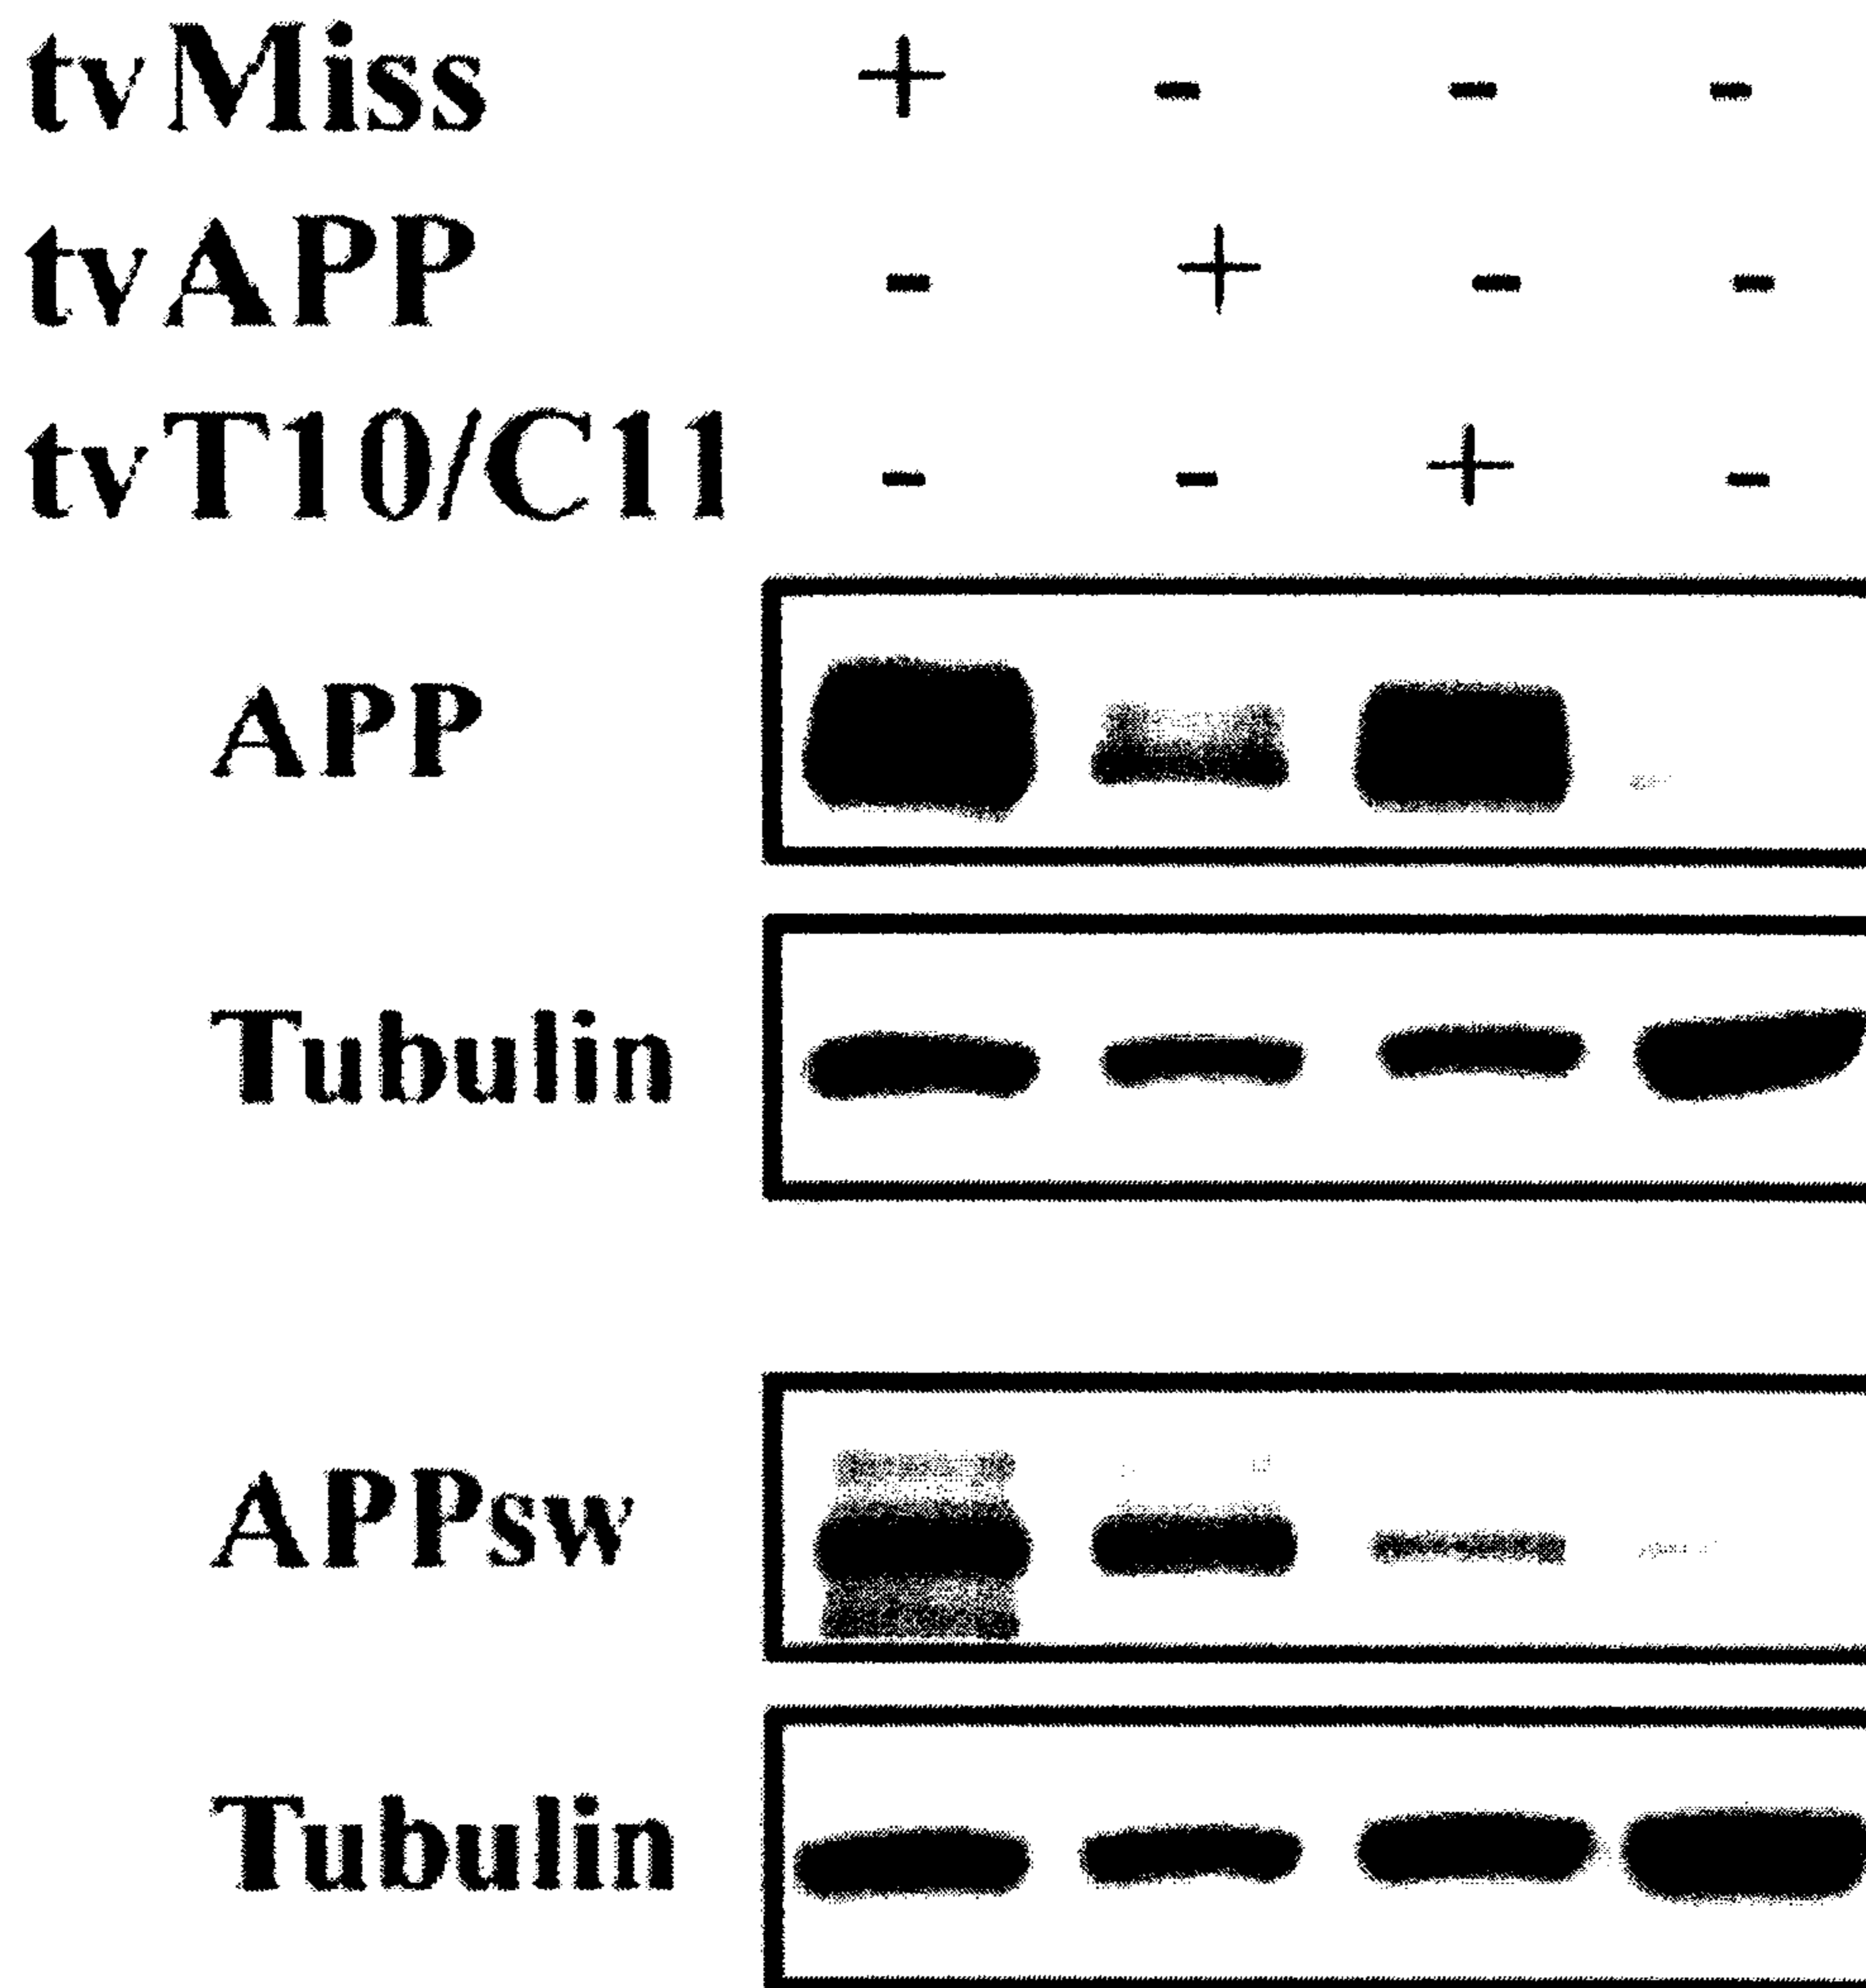 tvMiss + - - -
tvAPP - + - -
tvT10/C11 - - + -
APP
Tubulin
APPsw
Tubulin